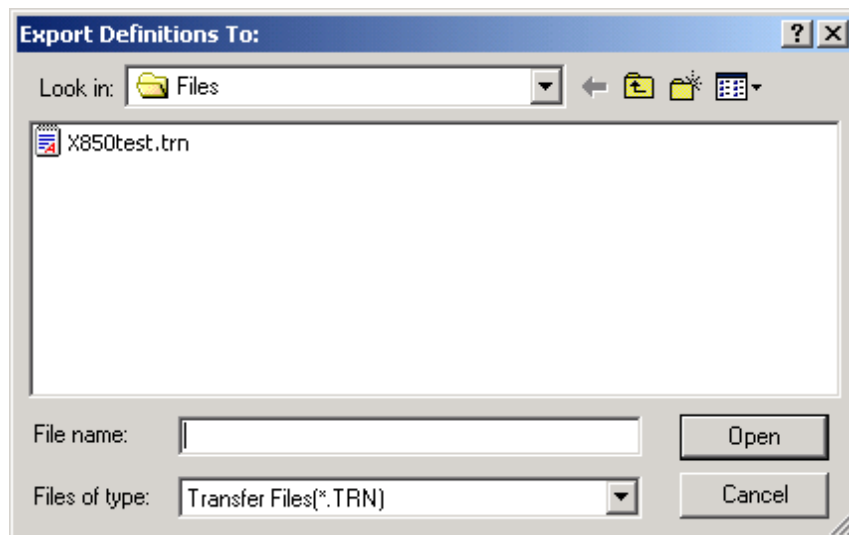 Export Definitions To:
Look in: Files
X850test.trn
File name:
Open
Files of type: Transfer Files(*.TRN)
Cancel